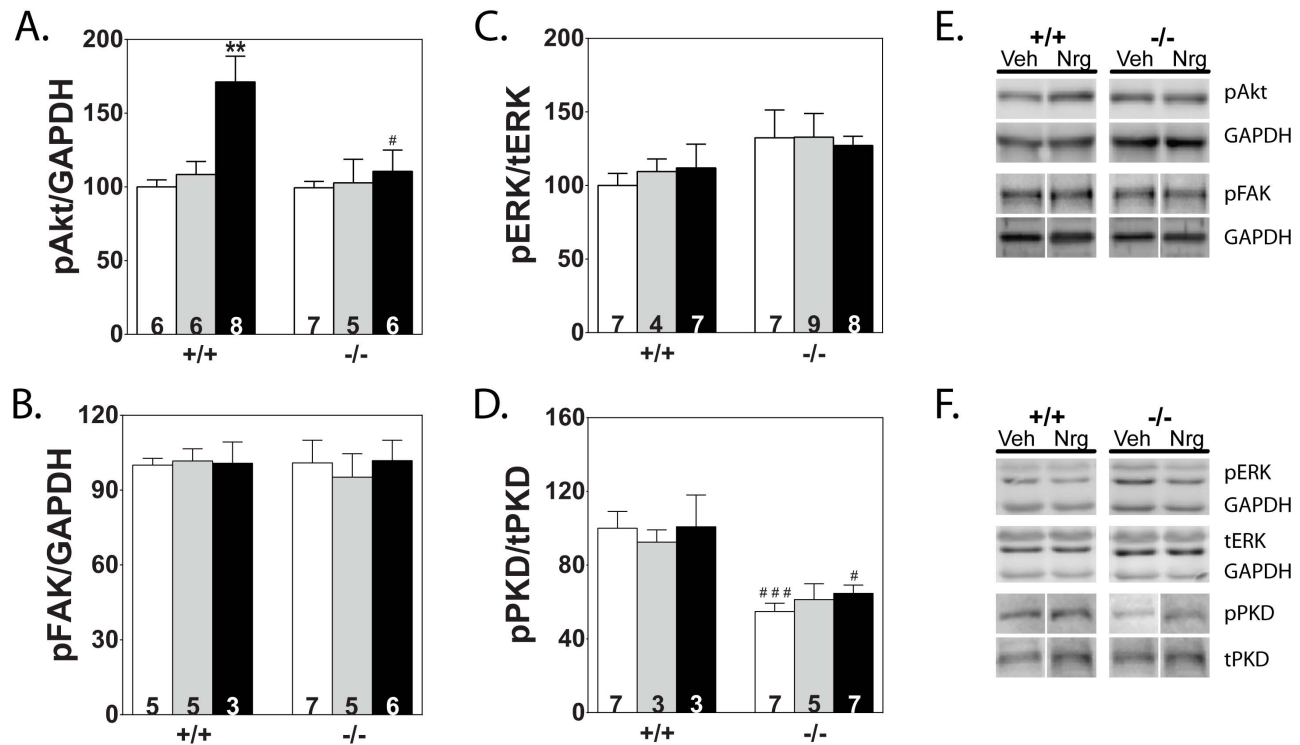 A.
pAkt/GAPDH
200
150
100
50
0
**
#
6 6 8 7 5 6
+/+ -/-
B.
pFAK/GAPDH
120
90
60
30
0
5 5 3 7 5 6
+/+ -/-
C.
pERK/tERK
200
150
100
50
0
7 4 7 7 9 8
+/+ -/-
D.
pPKD/tPKD
160
120
80
40
0
###
#
7 3 3 7 5 7
+/+ -/-
E.
+/+ -/-
Veh Nrg Veh Nrg
pAkt
GAPDH
pFAK
GAPDH
F.
+/+ -/-
Veh Nrg Veh Nrg
pERK
GAPDH
tERK
GAPDH
pPKD
tPKD